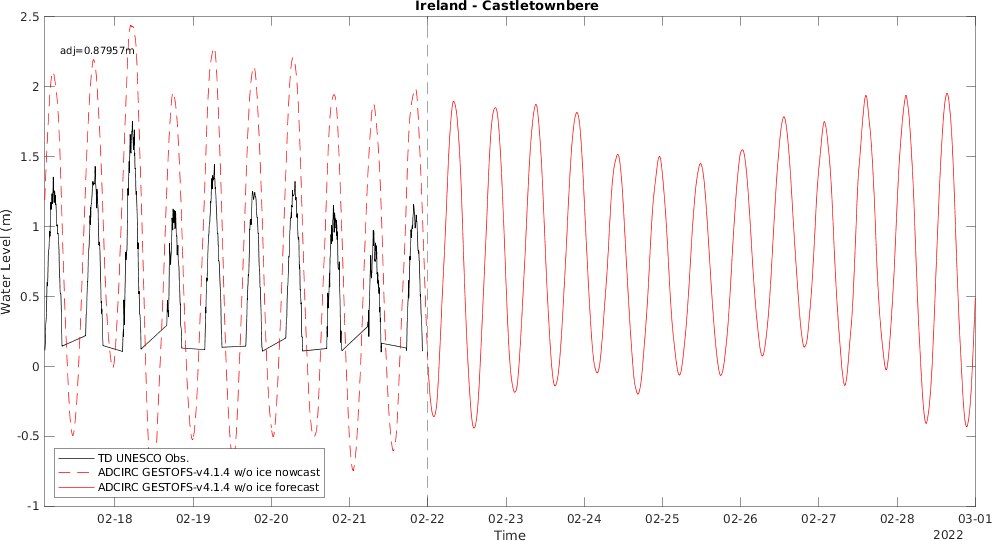 Ireland - Castletownbere
2.5
2
1.5
1
0.5
0
-0.5
-1
Water Level (m)
adj=0.87957m
TD UNESCO Obs.
ADCIRC GESTOFS-v4.1.4 w/o ice nowcast
ADCIRC GESTOFS-v4.1.4 w/o ice forecast
02-18 02-19 02-20 02-21 02-22 02-23 02-24 02-25 02-26 02-27 02-28 03-01
Time
2022